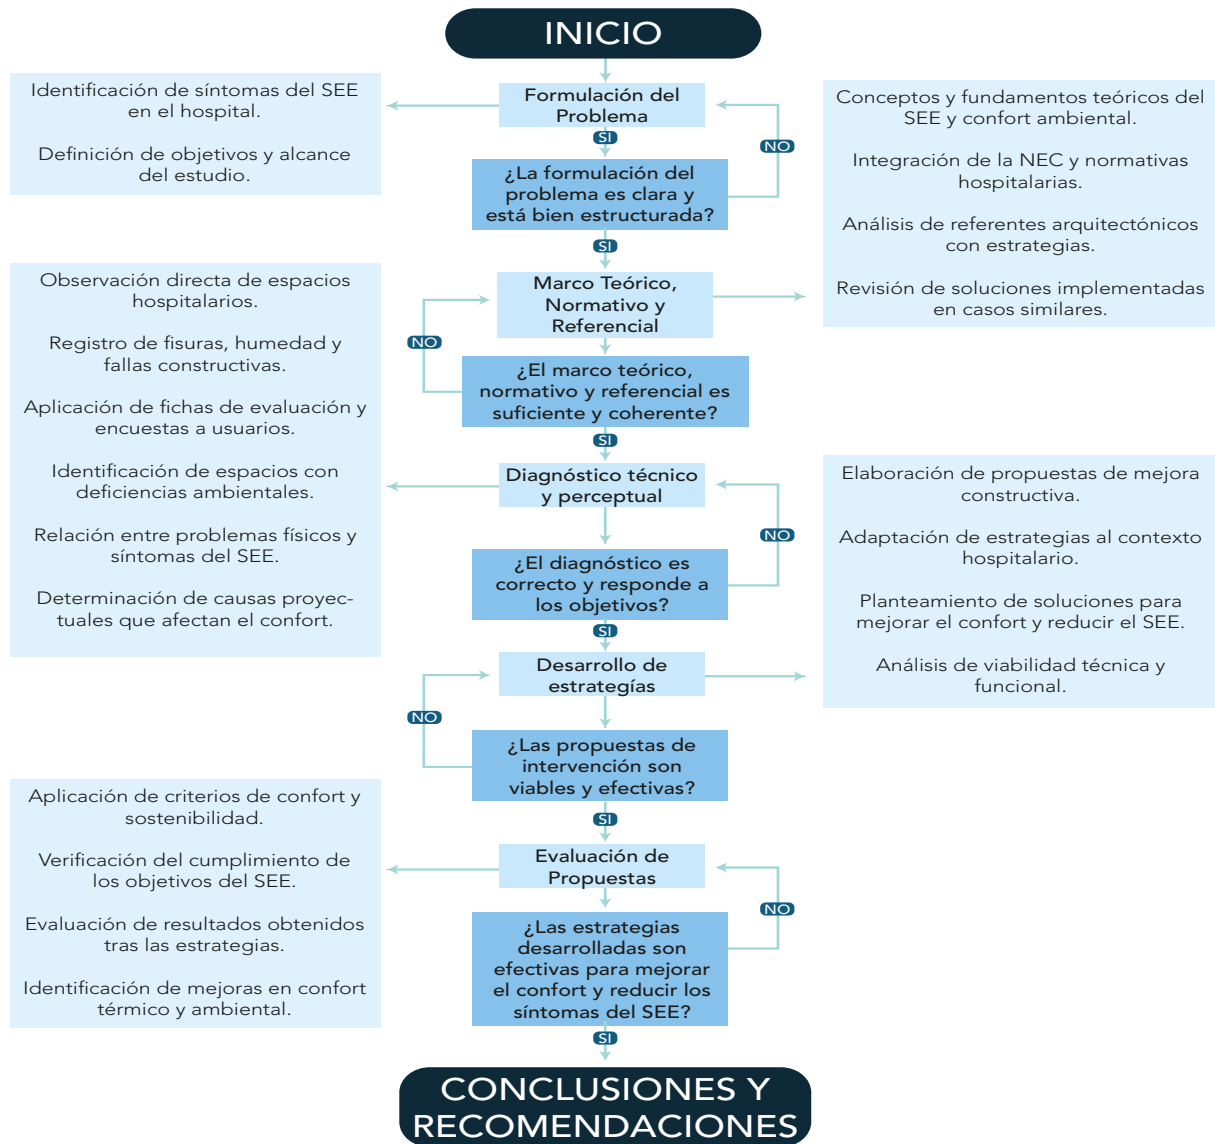 INICIO
Formulación del
Problema
Identificación de síntomas del SEE
en el hospital.
Definición de objetivos y alcance
del estudio.
SI
NO
¿La formulación del
problema es clara y
está bien estructurada?
SI
Marco Teórico,
Normativo y
Referencial
Conceptos y fundamentos teóricos del
SEE y confort ambiental.
Integración de la NEC y normativas
hospitalarias.
Análisis de referentes arquitectónicos
con estrategias.
Revisión de soluciones implementadas
en casos similares.
NO
¿El marco teórico,
normativo y referencial es
suficiente y coherente?
SI
Diagnóstico técnico
y perceptual
Observación directa de espacios
hospitalarios.
Registro de fisuras, humedad y
fallas constructivas.
Aplicación de fichas de evaluación y
encuestas a usuarios.
Identificación de espacios con
deficiencias ambientales.
Relación entre problemas físicos y
síntomas del SEE.
Determinación de causas proyec-
tuales que afectan el confort.
NO
¿El diagnóstico es
correcto y responde a
los objetivos?
SI
Desarrollo de
estrategías
Elaboración de propuestas de mejora
constructiva.
Adaptación de estrategias al contexto
hospitalario.
Planteamiento de soluciones para
mejorar el confort y reducir el SEE.
Análisis de viabilidad técnica y
funcional.
NO
¿Las propuestas de
intervención son
viables y efectivas?
SI
Evaluación de
Propuestas
Aplicación de criterios de confort y
sostenibilidad.
Verificación del cumplimiento de
los objetivos del SEE.
Evaluación de resultados obtenidos
tras las estrategias.
Identificación de mejoras en confort
térmico y ambiental.
NO
¿Las estrategias
desarrolladas son
efectivas para mejorar
el confort y reducir los
síntomas del SEE?
SI
CONCLUSIONES Y
RECOMENDACIONES